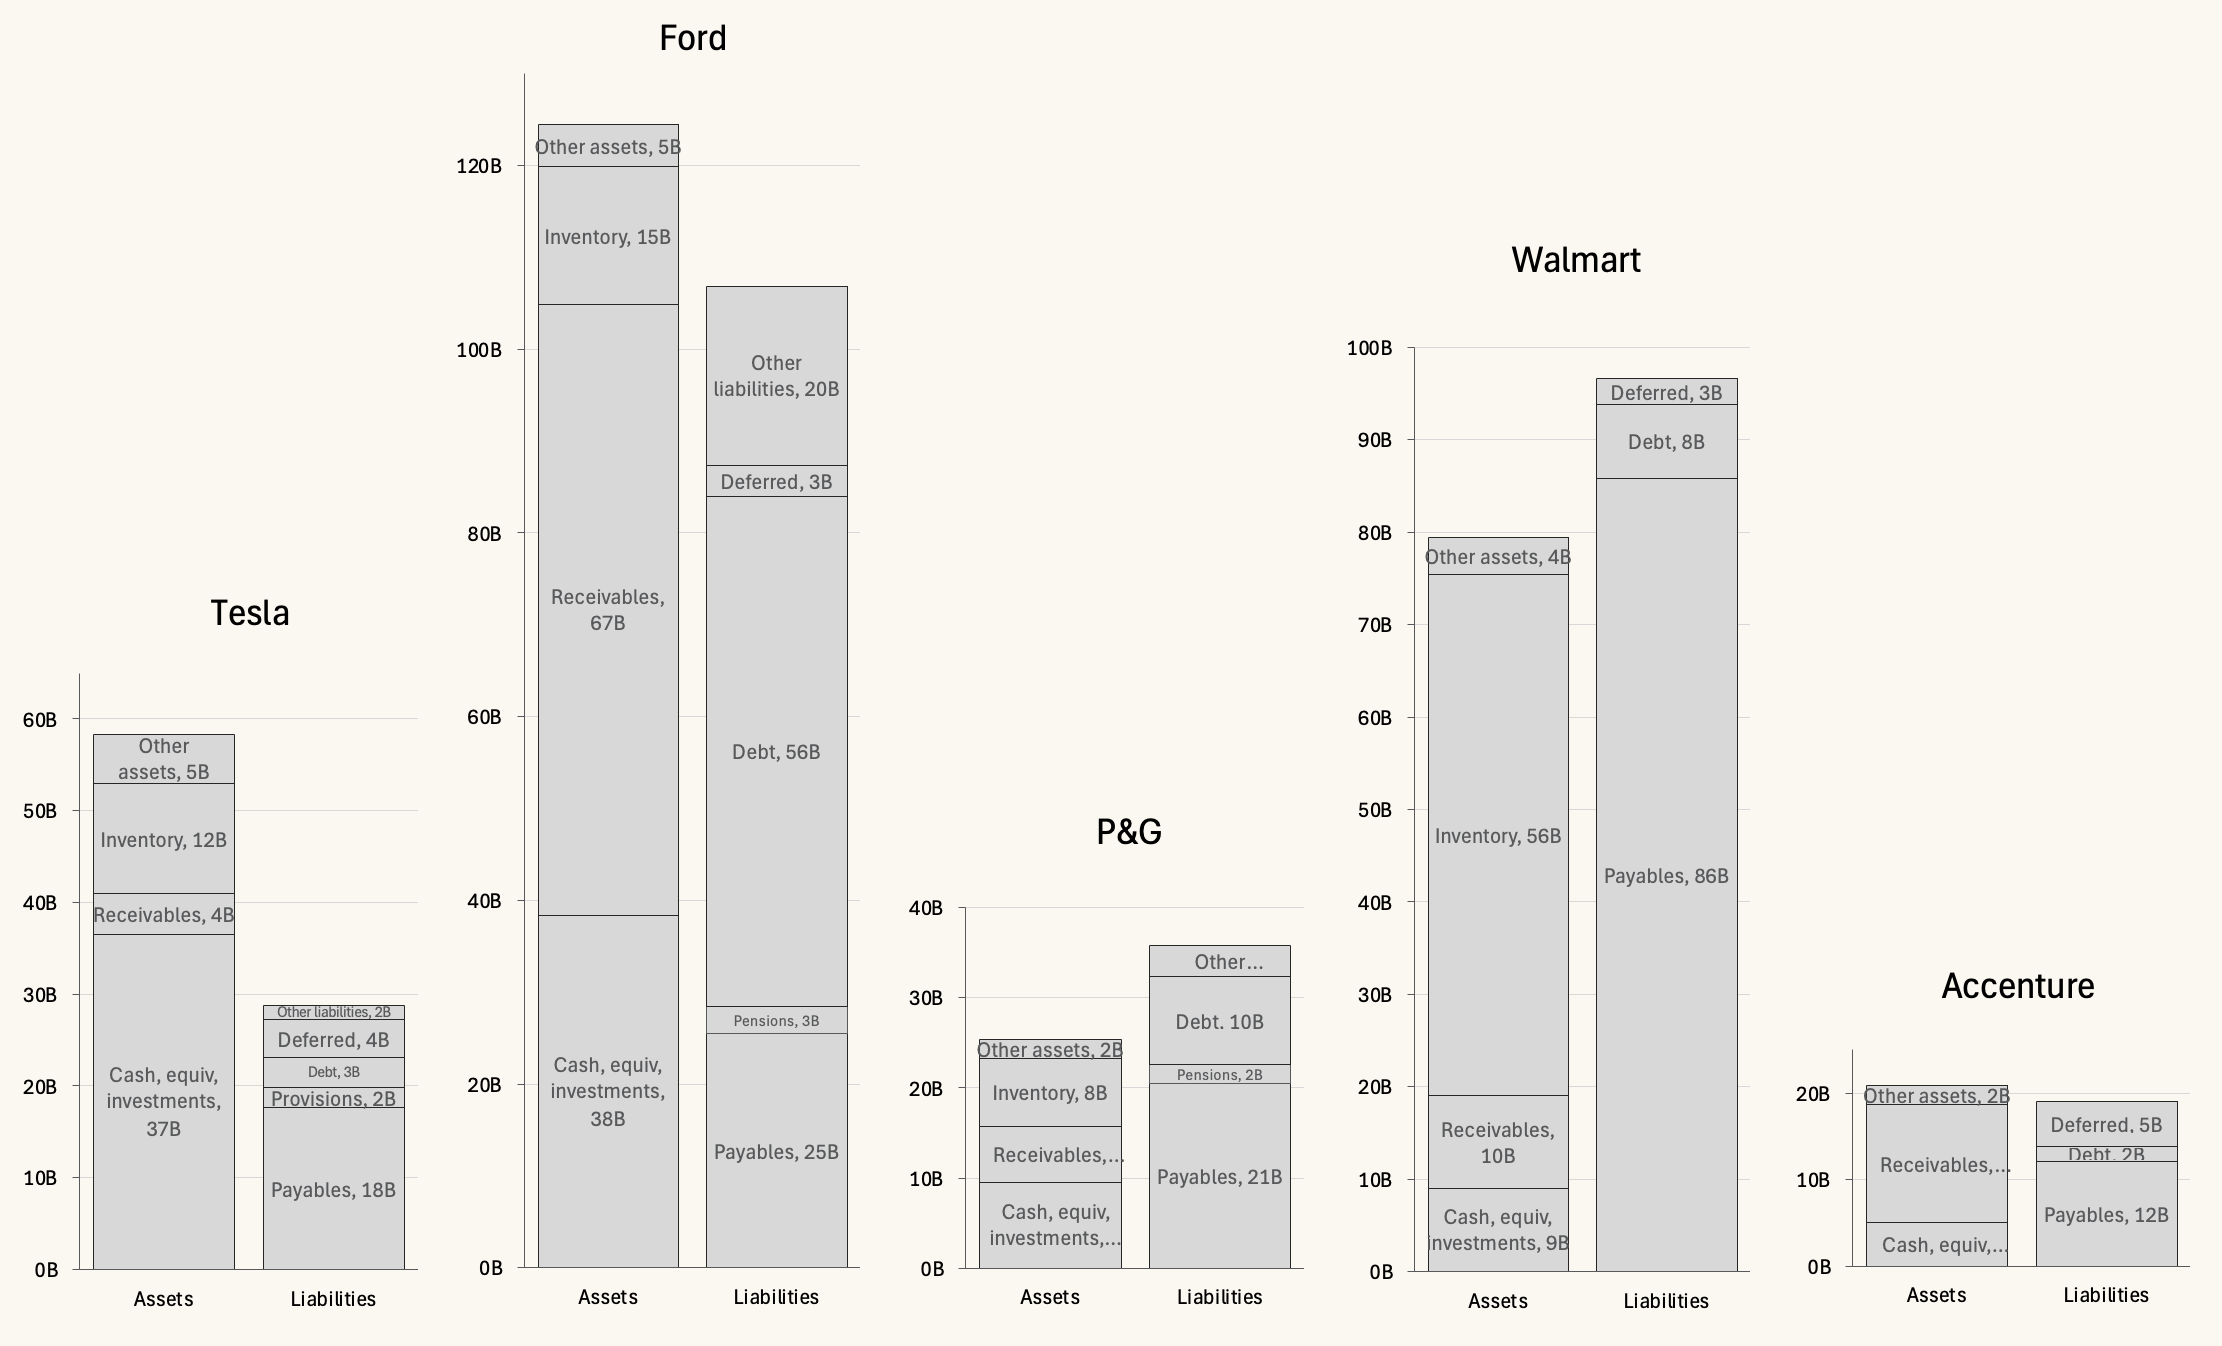 Tesla
60B
50B
40B
30B
20B
10B
0B
Other
assets, 5B
Inventory, 12B
Receivables, 4B
Cash, equiv,
investments,
37B
Other liabilities, 2B
Deferred, 4B
Debt, 3B
Provisions, 2B
Payables, 18B
Assets
Liabilities
Ford
120B
100B
80B
60B
40B
20B
0B
Other assets, 5B
Inventory, 15B
Receivables,
67B
Cash, equiv,
investments,
38B
Other
liabilities, 20B
Deferred, 3B
Debt, 56B
Pensions, 3B
Payables, 25B
Assets
Liabilities
P&G
40B
30B
20B
10B
0B
Other assets, 2B
Inventory, 8B
Receivables,...
Cash, equiv,
investments,...
Other...
Debt. 10B
Pensions, 2B
Payables, 21B
Assets
Liabilities
Walmart
100B
90B
80B
70B
60B
50B
40B
30B
20B
10B
0B
Other assets, 4B
Inventory, 56B
Receivables,
10B
Cash, equiv,
investments, 9B
Deferred, 3B
Debt, 8B
Payables, 86B
Assets
Liabilities
Accenture
20B
10B
0B
Other assets, 2B
Receivables,...
Cash, equiv,...
Deferred, 5B
Debt, 2B
Payables, 12B
Assets
Liabilities